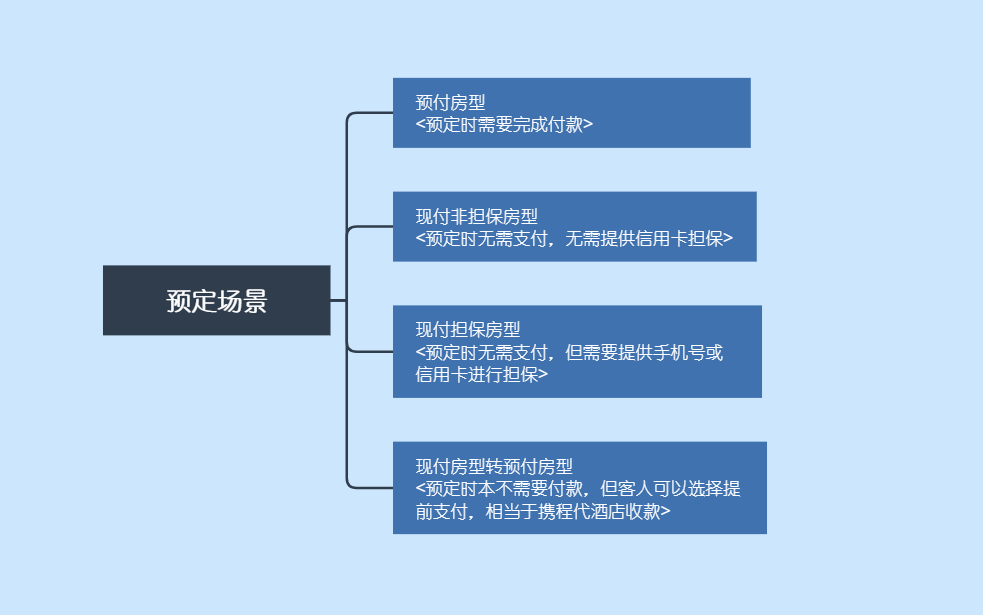 预付房型
<预定时需要完成付款>
现付非担保房型
<预定时无需支付，无需提供信用卡担保>
预定场景
现付担保房型
<预定时无需支付，但需要提供手机号或
信用卡进行担保>
现付房型转预付房型
<预定时本不需要付款，但客人可以选择提
前支付，相当于携程代酒店收款>